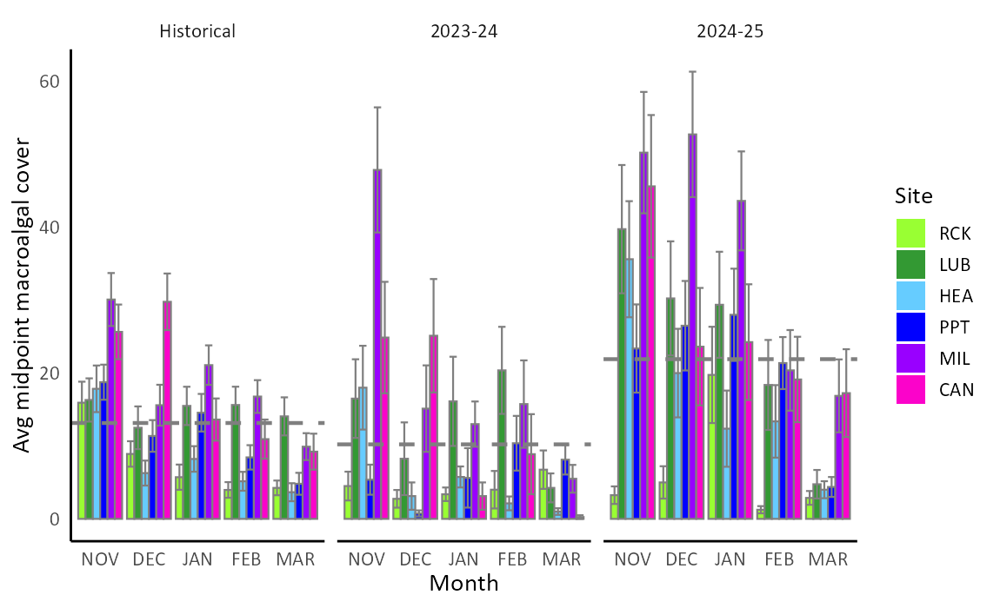 Historical
2023-24
2024-25
Avg midpoint macroalgal cover
60
40
20
0
NOV DEC JAN FEB MAR
NOV DEC JAN FEB MAR
NOV DEC JAN FEB MAR
Month
Site
RCK
LUB
HEA
PPT
MIL
CAN